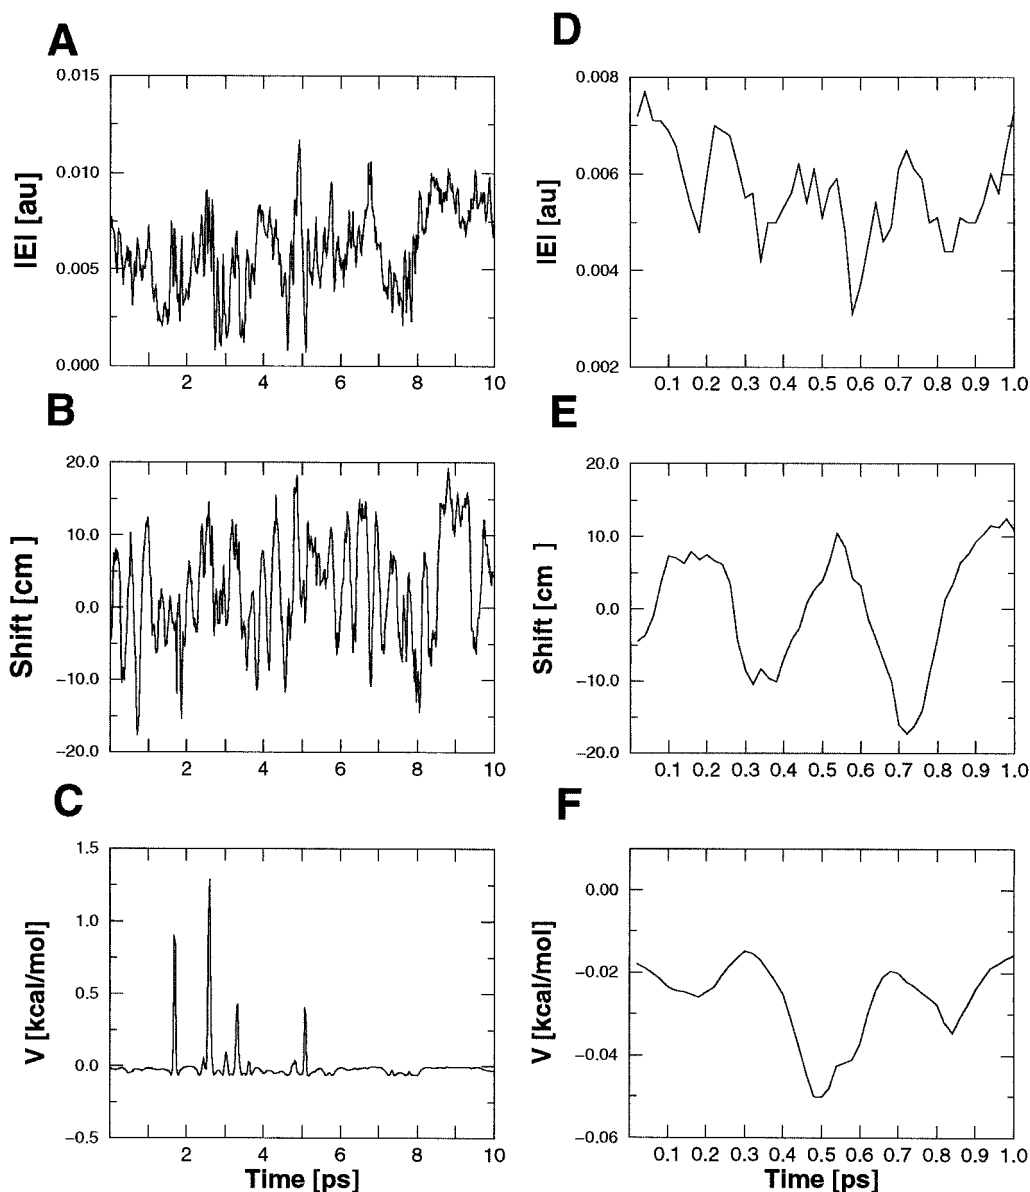 A
|E| [au]
0.015
0.010
0.005
0.000
2 4 6 8 10
B
Shift [cm ]
20.0
10.0
0.0
−10.0
−20.0
2 4 6 8 10
C
V [kcal/mol]
1.5
1.0
0.5
0.0
−0.5
2 4 6 8 10
Time [ps]
D
|E| [au]
0.008
0.006
0.004
0.002
0.1 0.2 0.3 0.4 0.5 0.6 0.7 0.8 0.9 1.0
E
Shift [cm ]
20.0
10.0
0.0
−10.0
−20.0
0.1 0.2 0.3 0.4 0.5 0.6 0.7 0.8 0.9 1.0
F
V [kcal/mol]
0.00
−0.02
−0.04
−0.06
0.1 0.2 0.3 0.4 0.5 0.6 0.7 0.8 0.9 1.0
Time [ps]